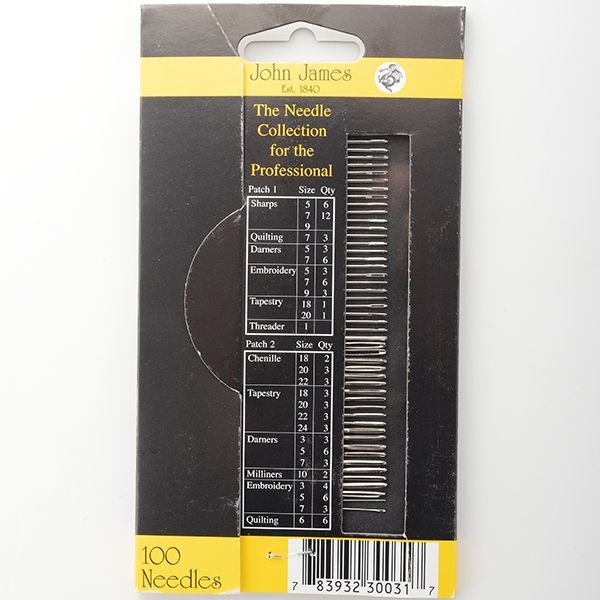 John James
Est. 1840
The Needle
Collection
for the
Professional
Patch 1 Size Qty
Sharps 5 6
7 12
9
Quilting 7 3
Darners 5 3
7 6
Embroidery 5 3
7 6
9 3
Tapestry 18 1
20 1
Threader 1
Patch 2 Size Qty
Chenille 18 2
20 3
22 3
Tapestry 18 3
20 3
22 3
24 3
Darners 3 3
5 6
7 3
Milliners 10 2
Embroidery 3 4
5 6
7 3
Quilting 6 6
100
Needles
7 83932 30031 7